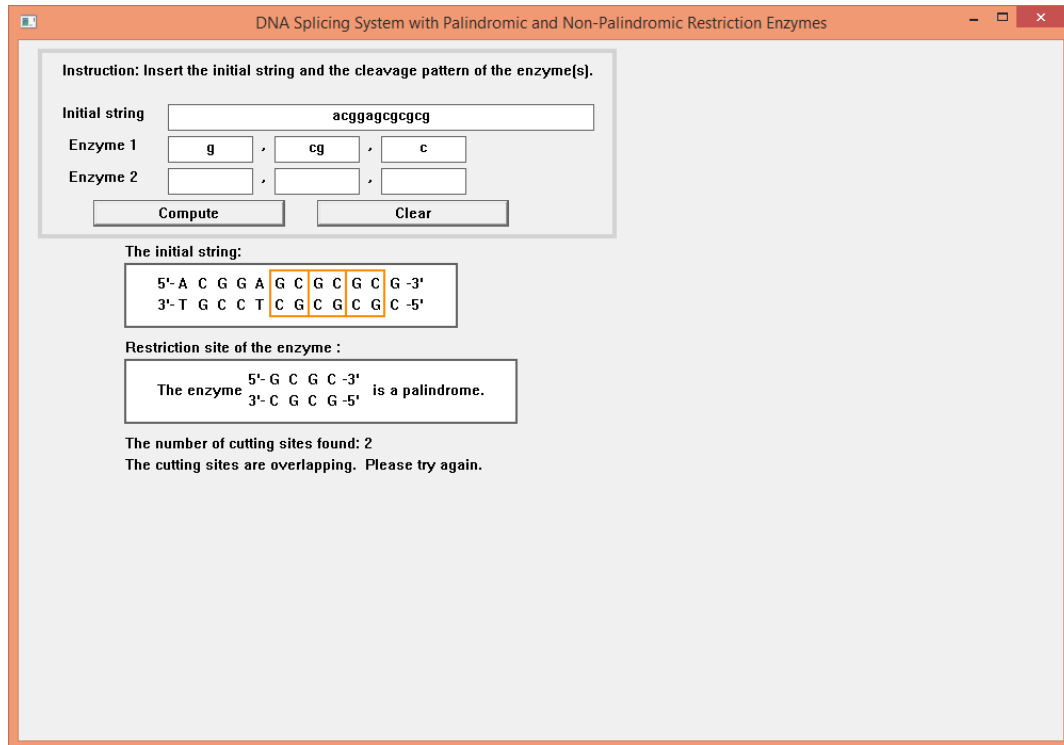 DNA Splicing System with Palindromic and Non-Palindromic Restriction Enzymes
Instruction: Insert the initial string and the cleavage pattern of the enzyme(s).
Initial string acggagcgcgcg
Enzyme 1 g , cg , c
Enzyme 2 , ,
Compute Clear
The initial string:
5'- A C G G A G C G C G C G -3'
3'- T G C C T C G C G C G C -5'
Restriction site of the enzyme :
5'- G C G C -3'
The enzyme is a palindrome.
3'- C G C G -5'
The number of cutting sites found: 2
The cutting sites are overlapping. Please try again.